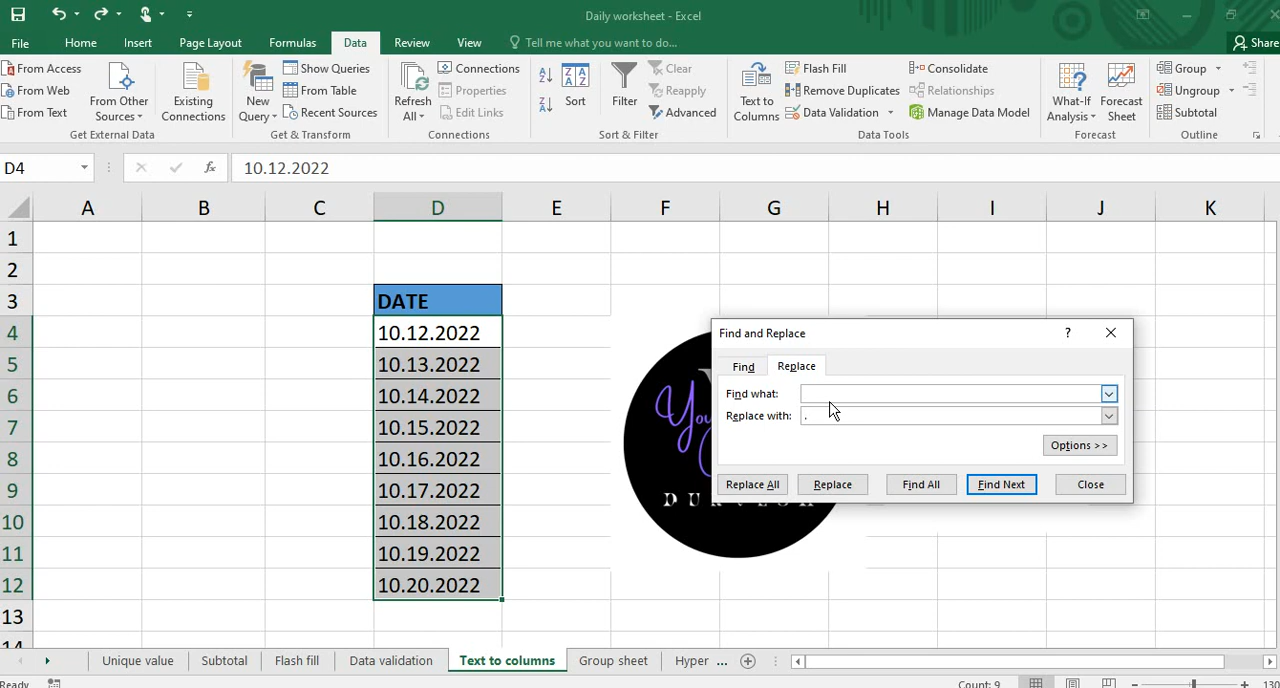 Daily worksheet - Excel
File Home Insert Page Layout Formulas Data Review View Tell me what you want to do... Share
From Access
From Web
From Text
From Other Sources
Existing Connections
Get External Data
New Query
Show Queries
From Table
Recent Sources
Get & Transform
Refresh All
Connections
Properties
Edit Links
Connections
Sort
Filter
Clear
Reapply
Advanced
Sort & Filter
Text to Columns
Flash Fill
Remove Duplicates
Data Validation
Consolidate
Relationships
Manage Data Model
Data Tools
What-If Analysis
Forecast Sheet
Forecast
Group
Ungroup
Subtotal
Outline
D4 fx 10.12.2022
A B C D E F G H I J K
1
2
3 DATE
4 10.12.2022
5 10.13.2022
6 10.14.2022
7 10.15.2022
8 10.16.2022
9 10.17.2022
10 10.18.2022
11 10.19.2022
12 10.20.2022
13
14
Find and Replace ?
Find Replace
Find what:
Replace with: .
Options >>
Replace All Replace Find All Find Next Close
Unique value Subtotal Flash fill Data validation Text to columns Group sheet Hyper ...
Ready Count: 9 130